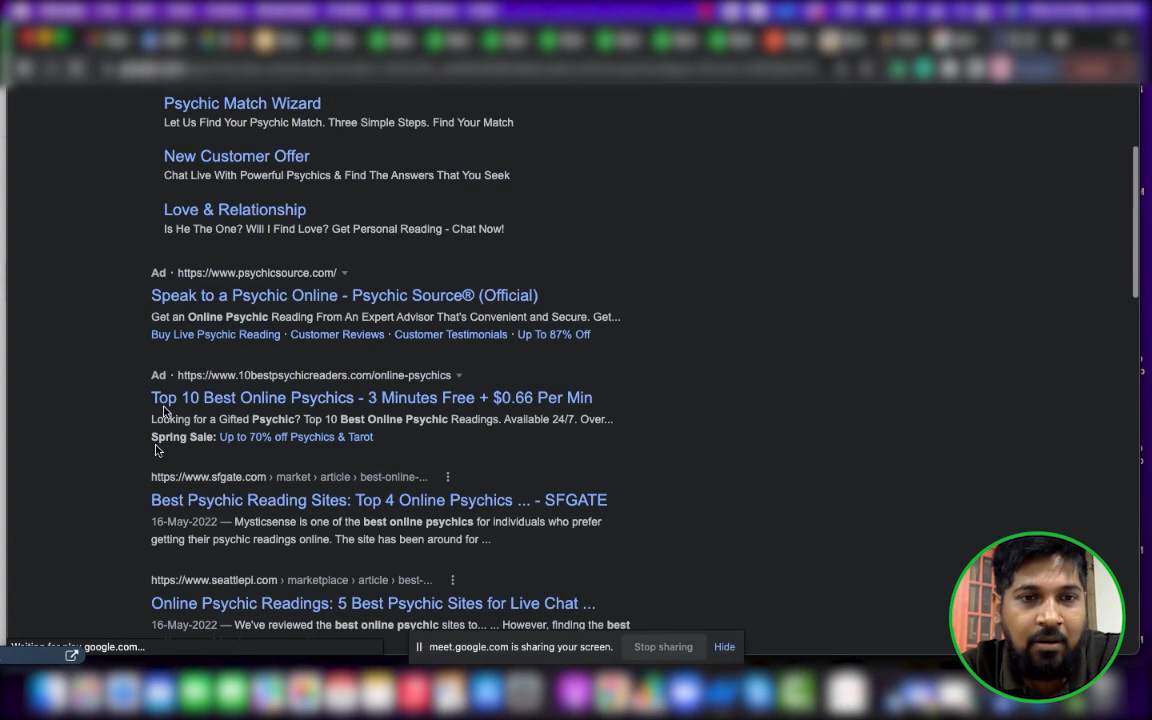 Psychic Match Wizard
Let Us Find Your Psychic Match. Three Simple Steps. Find Your Match
New Customer Offer
Chat Live With Powerful Psychics & Find The Answers That You Seek
Love & Relationship
Is He The One? Will I Find Love? Get Personal Reading - Chat Now!
Ad · https://www.psychicsource.com/
Speak to a Psychic Online - Psychic Source® (Official)
Get an Online Psychic Reading From An Expert Advisor That's Convenient and Secure. Get...
Buy Live Psychic Reading · Customer Reviews · Customer Testimonials · Up To 87% Off
Ad · https://www.10bestpsychicreaders.com/online-psychics
Top 10 Best Online Psychics - 3 Minutes Free + $0.66 Per Min
Looking for a Gifted Psychic? Top 10 Best Online Psychic Readings. Available 24/7. Over...
Spring Sale: Up to 70% off Psychics & Tarot
https://www.sfgate.com › market › article › best-online-...
Best Psychic Reading Sites: Top 4 Online Psychics ... - SFGATE
16-May-2022 — Mysticsense is one of the best online psychics for individuals who prefer
getting their psychic readings online. The site has been around for ...
https://www.seattlepi.com › marketplace › article › best-...
Online Psychic Readings: 5 Best Psychic Sites for Live Chat ...
16-May-2022 — We've reviewed the best online psychic sites to... ... However, finding the best
google.com...
meet.google.com is sharing your screen.
Stop sharing
Hide